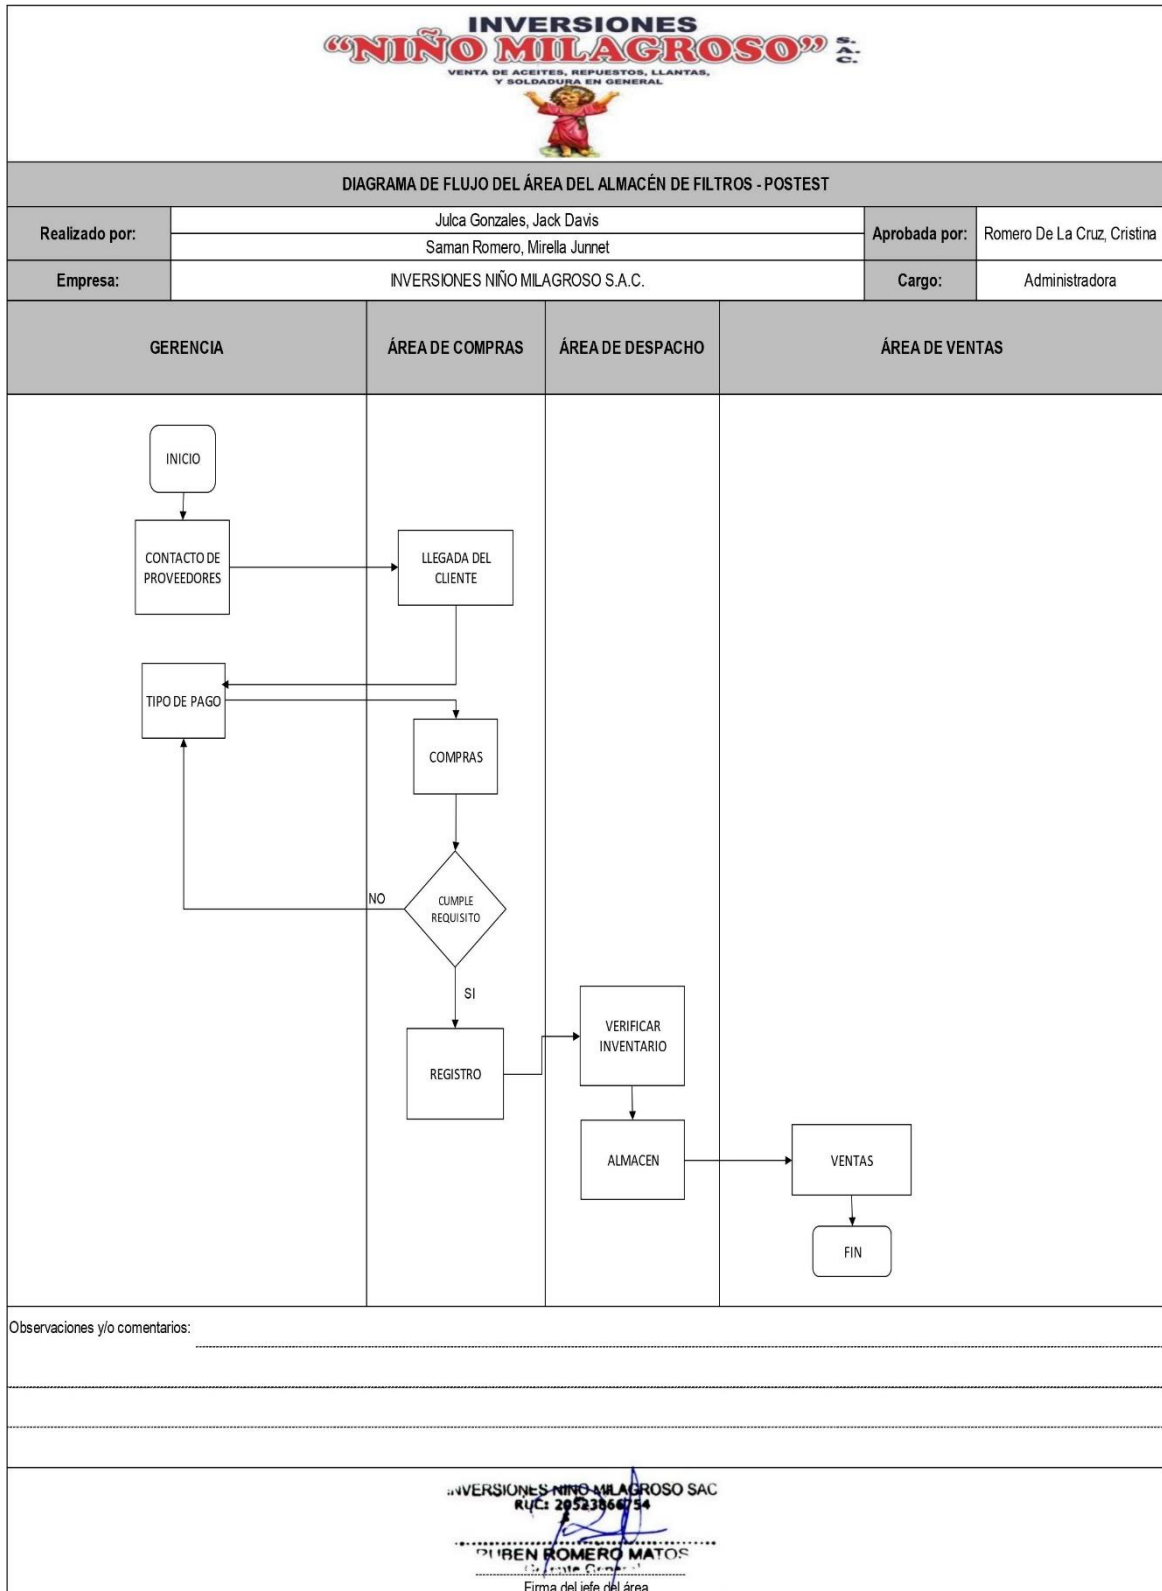 INVERSIONES
“NIÑO MILAGROSO” S.A.C.
VENTA DE ACEITES, REPUESTOS, LLANTAS,
Y SOLDADURA EN GENERAL
DIAGRAMA DE FLUJO DEL ÁREA DEL ALMACÉN DE FILTROS - POSTEST
Realizado por:
Julca Gonzales, Jack Davis
Saman Romero, Mirella Junnet
Aprobada por:
Romero De La Cruz, Cristina
Empresa:
INVERSIONES NIÑO MILAGROSO S.A.C.
Cargo:
Administradora
GERENCIA
ÁREA DE COMPRAS
ÁREA DE DESPACHO
ÁREA DE VENTAS
INICIO
CONTACTO DE
PROVEEDORES
LLEGADA DEL
CLIENTE
TIPO DE PAGO
COMPRAS
NO
CUMPLE
REQUISITO
SI
REGISTRO
VERIFICAR
INVENTARIO
ALMACEN
VENTAS
FIN
Observaciones y/o comentarios:
INVERSIONES NIÑO MILAGROSO SAC
RUC: 20523866754
RUBEN ROMERO MATOS
Gerente General
Firma del jefe del área